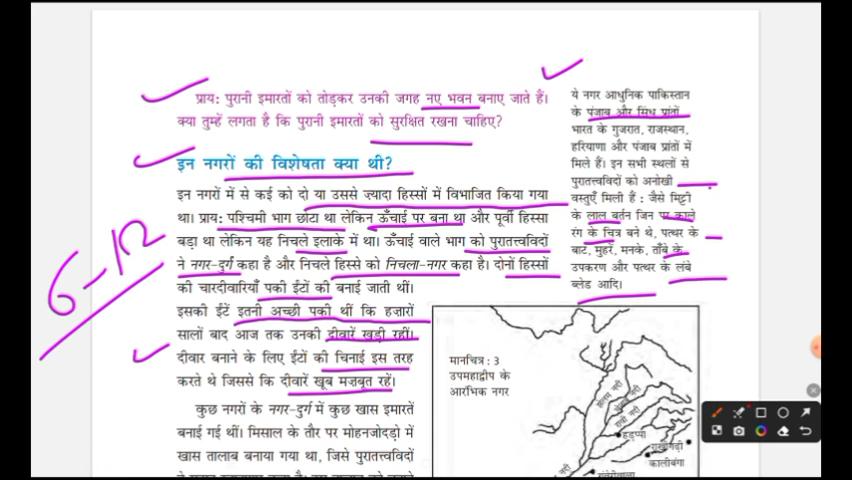 प्राय: पुरानी इमारतों को तोड़कर उनकी जगह नए भवन बनाए जाते हैं।
क्या तुम्हें लगता है कि पुरानी इमारतों को सुरक्षित रखना चाहिए?
इन नगरों की विशेषता क्या थी?
इन नगरों में से कई को दो या उससे ज़्यादा हिस्सों में विभाजित किया गया
था। प्राय: पश्चिमी भाग छोटा था लेकिन ऊँचाई पर बना था और पूर्वी हिस्सा
बड़ा था लेकिन यह निचले इलाके में था। ऊँचाई वाले भाग को पुरातत्त्वविदों
ने नगर-दुर्ग कहा है और निचले हिस्से को निचला-नगर कहा है। दोनों हिस्सों
की चारदीवारियाँ पकी ईंटों की बनाई जाती थीं।
इसकी ईंटें इतनी अच्छी पकी थीं कि हज़ारों
सालों बाद आज तक उनकी दीवारें खड़ी रहीं।
दीवार बनाने के लिए ईंटों की चिनाई इस तरह
करते थे जिससे कि दीवारें खूब मज़बूत रहें।
कुछ नगरों के नगर-दुर्ग में कुछ खास इमारतें
बनाई गई थीं। मिसाल के तौर पर मोहनजोदड़ो में
खास तालाब बनाया गया था, जिसे पुरातत्त्वविदों
ये नगर आधुनिक पाकिस्तान
के पंजाब और सिंध प्रांतों,
भारत के गुजरात, राजस्थान,
हरियाणा और पंजाब प्रांतों में
मिले हैं। इन सभी स्थलों से
पुरातत्त्वविदों को अनोखी
वस्तुएँ मिली हैं : जैसे मिट्टी
के लाल बर्तन जिन पर काले
रंग के चित्र बने थे, पत्थर के
बाट, मुहरें, मनके, ताँबे के
उपकरण और पत्थर के लंबे
ब्लेड आदि।
6-12
मानचित्र : 3
उपमहाद्वीप के
आरंभिक नगर
झेलम नदी
रावी नदी
हड़प्पा
राखीगढ़ी
कालीबंगा
नदी